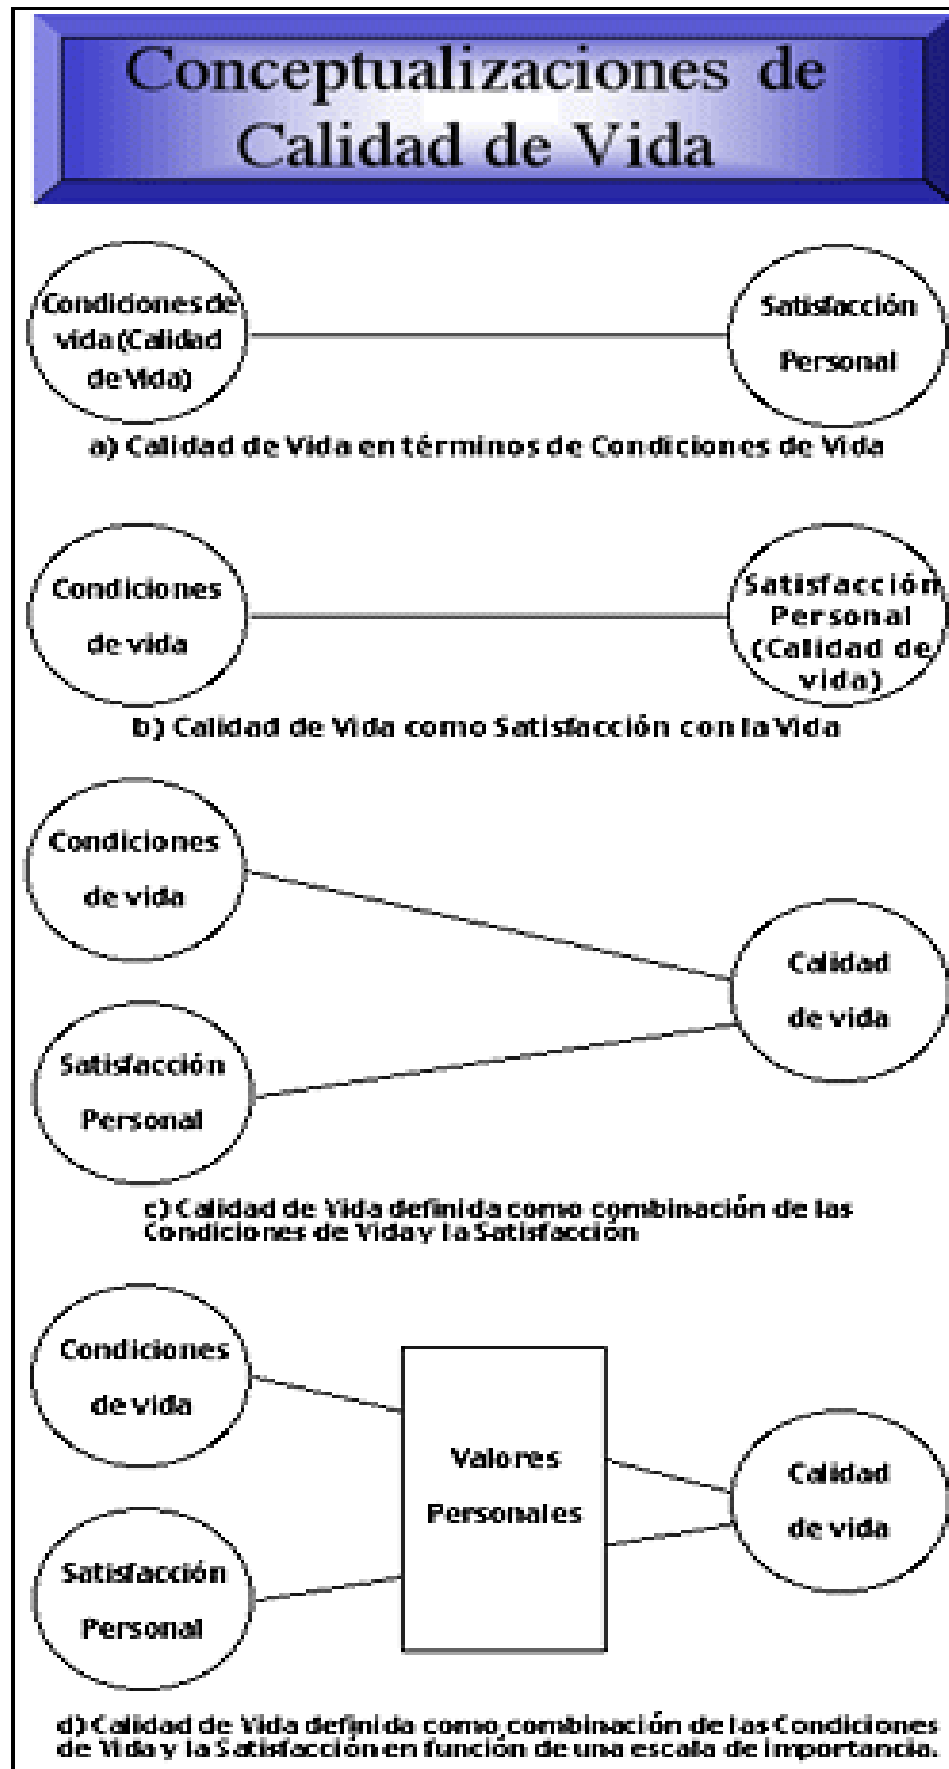 Conceptualizaciones de
Calidad de Vida
Condiciones de
vida (Calidad
de Vida)
Satisfacción
Personal
a) Calidad de Vida en términos de Condiciones de Vida
Condiciones
de vida
Satisfacción
Personal
(Calidad de
vida)
b) Calidad de Vida como Satisfacción con la Vida
Condiciones
de vida
Calidad
de vida
Satisfacción
Personal
c) Calidad de Vida definida como combinación de las
Condiciones de Vida y la Satisfacción
Condiciones
de vida
Valores
Personales
Calidad
de vida
Satisfacción
Personal
d) Calidad de Vida definida como combinación de las Condiciones
de Vida y la Satisfacción en función de una escala de importancia.